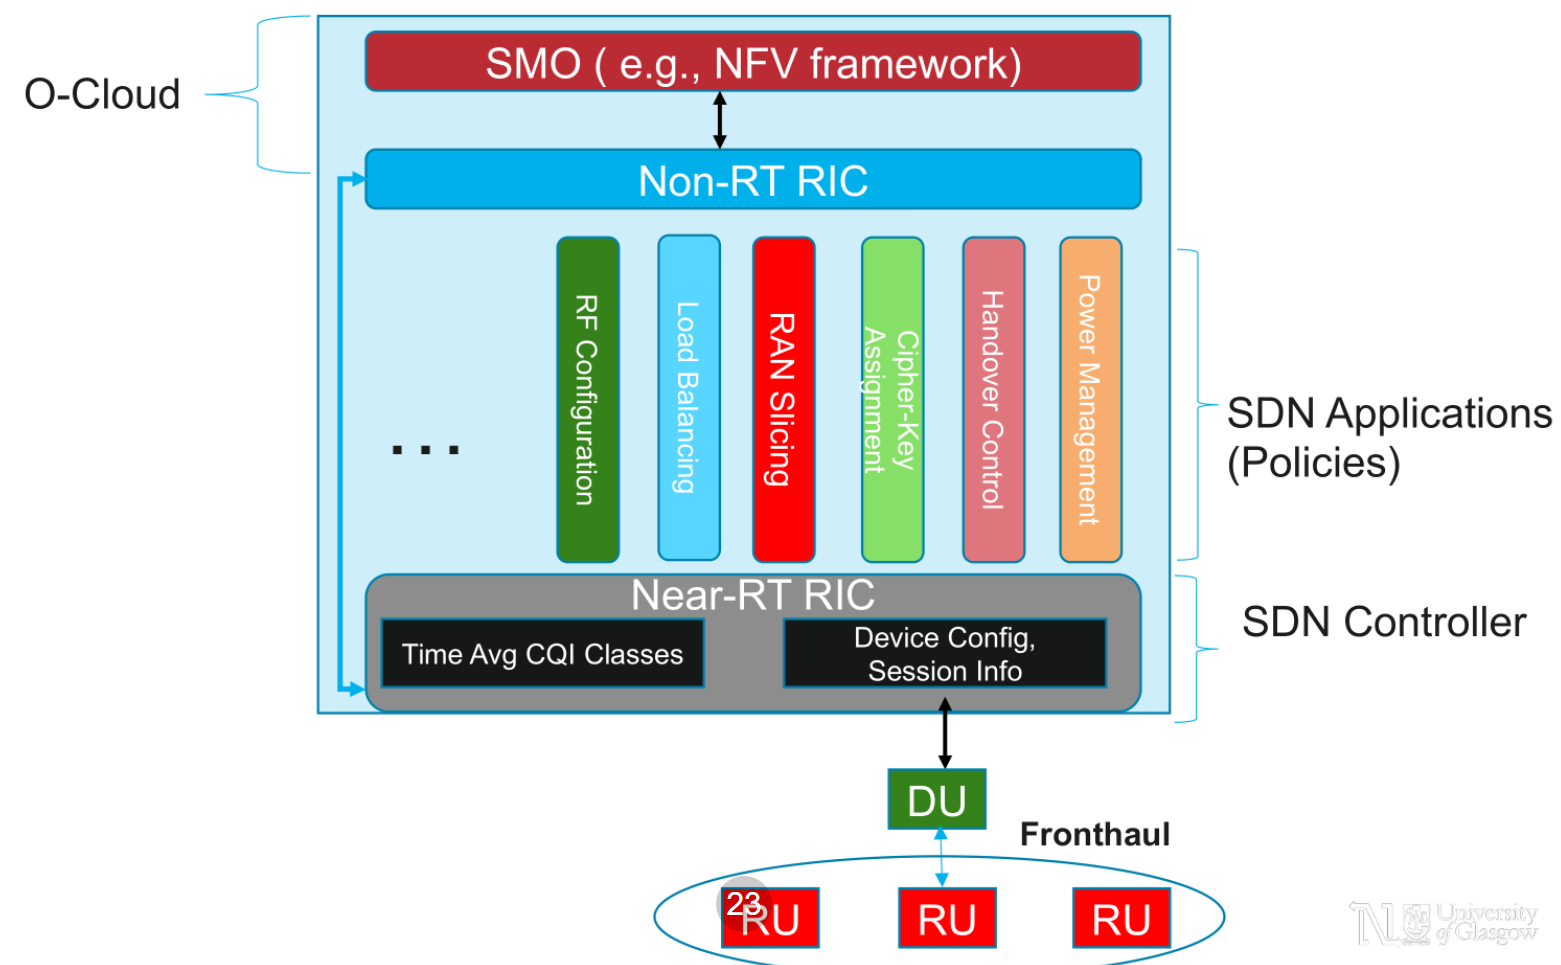 SMO ( e.g., NFV framework)
O-Cloud
Non-RT RIC
RF Configuration
Load Balancing
RAN Slicing
Cipher-Key
Assignment
Handover Control
Power Management
. . .
SDN Applications
(Policies)
Near-RT RIC
SDN Controller
Time Avg CQI Classes
Device Config,
Session Info
DU
Fronthaul
23
RU
RU
RU
University
of Glasgow